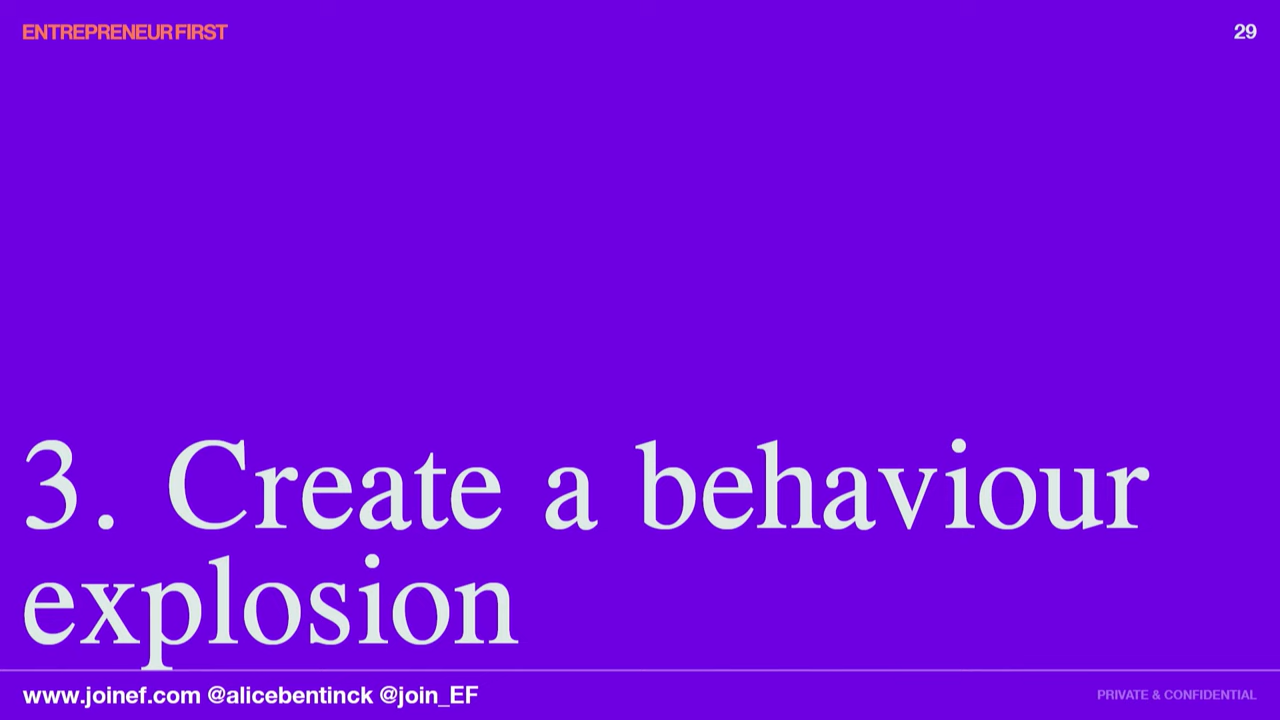 ENTREPRENEUR FIRST
29
3. Create a behaviour
explosion
www.joinef.com @alicebentinck @join_EF
PRIVATE & CONFIDENTIAL